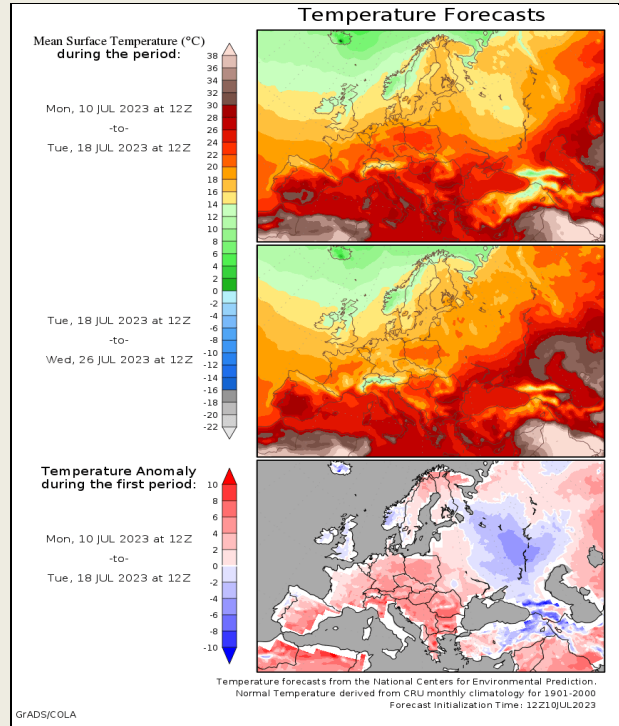 Temperature Forecasts
Mean Surface Temperature (°C)
during the period:
Mon, 10 JUL 2023 at 12Z
-to-
Tue, 18 JUL 2023 at 12Z
38
36
34
32
30
28
26
24
22
20
18
16
14
12
10
8
6
4
2
0
-2
-4
-6
-8
-10
-12
-14
-16
-18
-20
-22
Tue, 18 JUL 2023 at 12Z
-to-
Wed, 26 JUL 2023 at 12Z
Temperature Anomaly
during the first period:
Mon, 10 JUL 2023 at 12Z
-to-
Tue, 18 JUL 2023 at 12Z
10
8
6
4
2
0
-2
-4
-6
-8
-10
Temperature forecasts from the National Centers for Environmental Prediction.
Normal Temperature derived from CRU monthly climatology for 1901-2000
Forecast Initialization Time: 12Z10JUL2023
GrADS/COLA